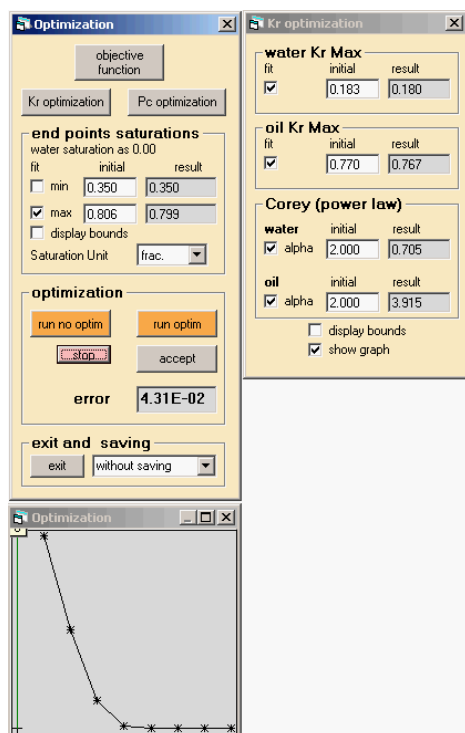 Optimization
objective
function
Kr optimization Pc optimization
end points saturations
water saturation as 0.00
fit initial result
min 0.350 0.350
max 0.806 0.799
display bounds
Saturation Unit frac.
optimization
run no optim run optim
stop accept
error 4.31E-02
exit and saving
exit without saving
Kr optimization
water Kr Max
fit initial result
0.183 0.180
oil Kr Max
fit initial result
0.770 0.767
Corey (power law)
water initial result
alpha 2.000 0.705
oil initial result
alpha 2.000 3.915
display bounds
show graph
Optimization